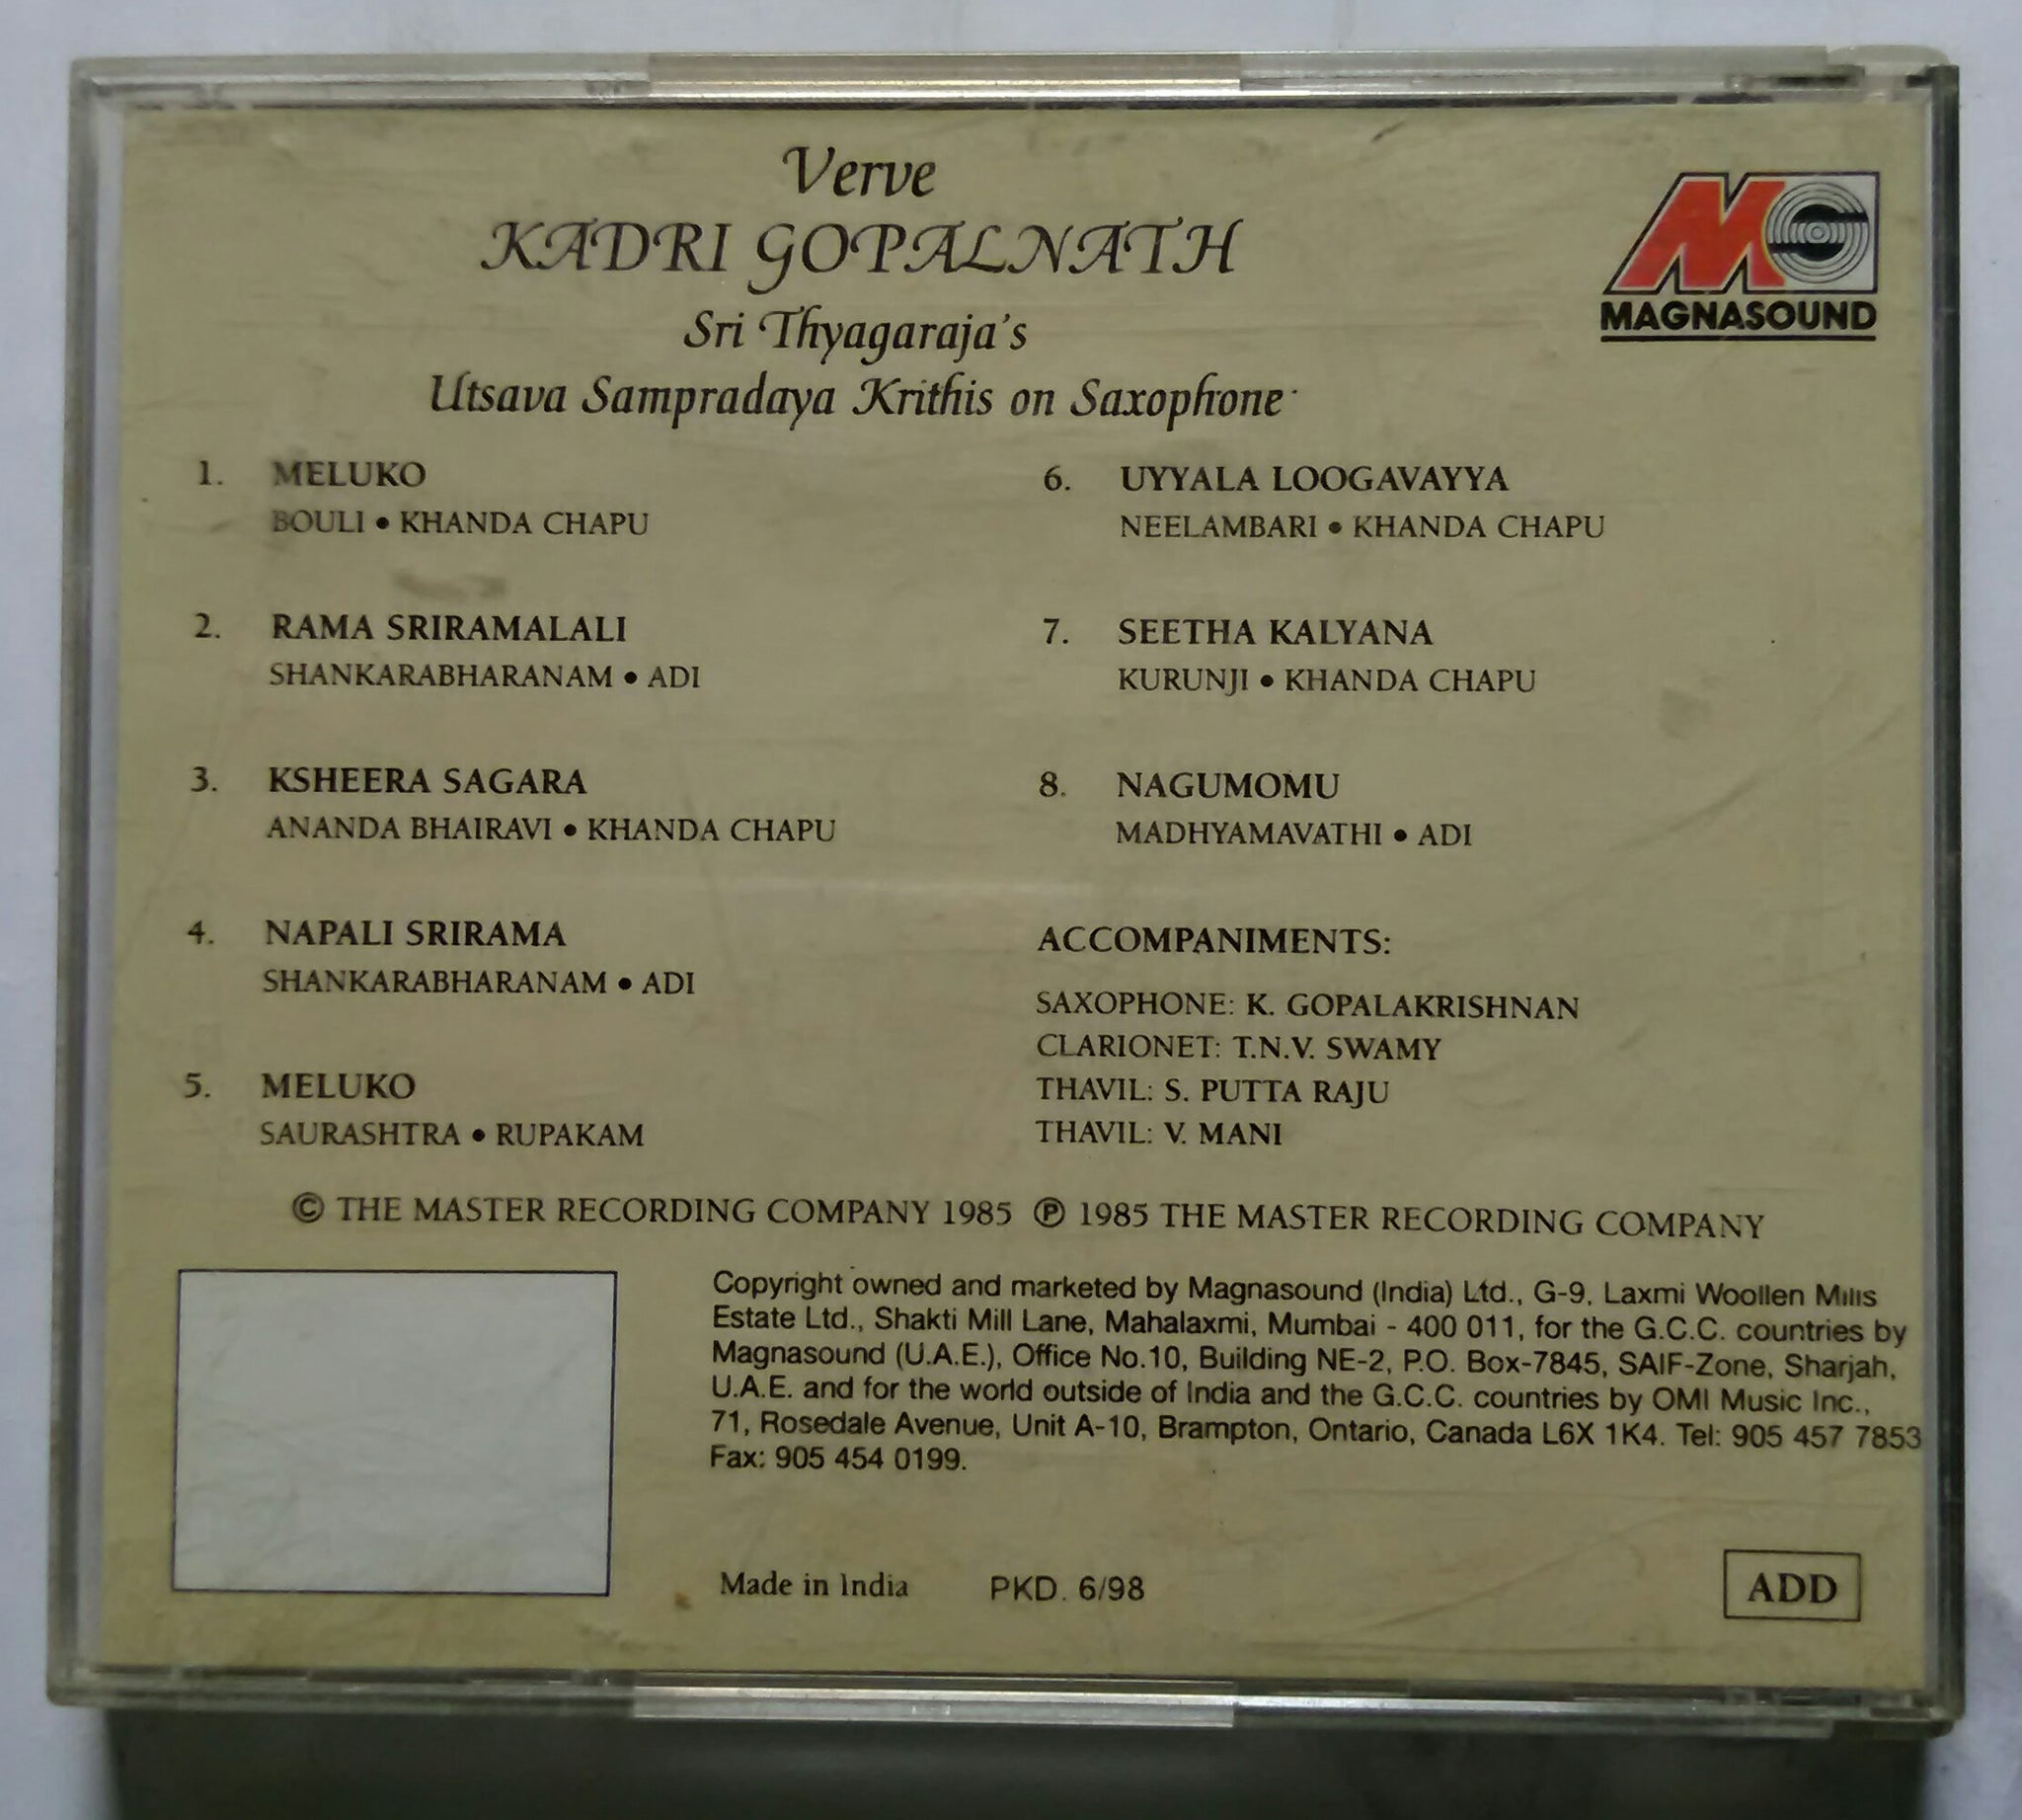 Verve
KADRI GOPALNATH
Sri Thyagaraja's
Utsava Sampradaya Krithis on Saxophone
MG
MAGNASOUND
1. MELUKO
BOULI • KHANDA CHAPU
2. RAMA SRIRAMALALI
SHANKARABHARANAM • ADI
3. KSHEERA SAGARA
ANANDA BHAIRAVI • KHANDA CHAPU
4. NAPALI SRIRAMA
SHANKARABHARANAM • ADI
5. MELUKO
SAURASHTRA • RUPAKAM
6. UYYALA LOOGAVAYYA
NEELAMBARI • KHANDA CHAPU
7. SEETHA KALYANA
KURUNJI • KHANDA CHAPU
8. NAGUMOMU
MADHYAMAVATHI • ADI
ACCOMPANIMENTS:
SAXOPHONE: K. GOPALAKRISHNAN
CLARIONET: T.N.V. SWAMY
THAVIL: S. PUTTA RAJU
THAVIL: V. MANI
© THE MASTER RECORDING COMPANY 1985 ℗ 1985 THE MASTER RECORDING COMPANY
Copyright owned and marketed by Magnasound (India) Ltd., G-9, Laxmi Woollen Mills
Estate Ltd., Shakti Mill Lane, Mahalaxmi, Mumbai - 400 011, for the G.C.C. countries by
Magnasound (U.A.E.), Office No.10, Building NE-2, P.O. Box-7845, SAIF-Zone, Sharjah,
U.A.E. and for the world outside of India and the G.C.C. countries by OMI Music Inc.,
71, Rosedale Avenue, Unit A-10, Brampton, Ontario, Canada L6X 1K4. Tel: 905 457 7853
Fax: 905 454 0199.
Made in India PKD. 6/98
ADD